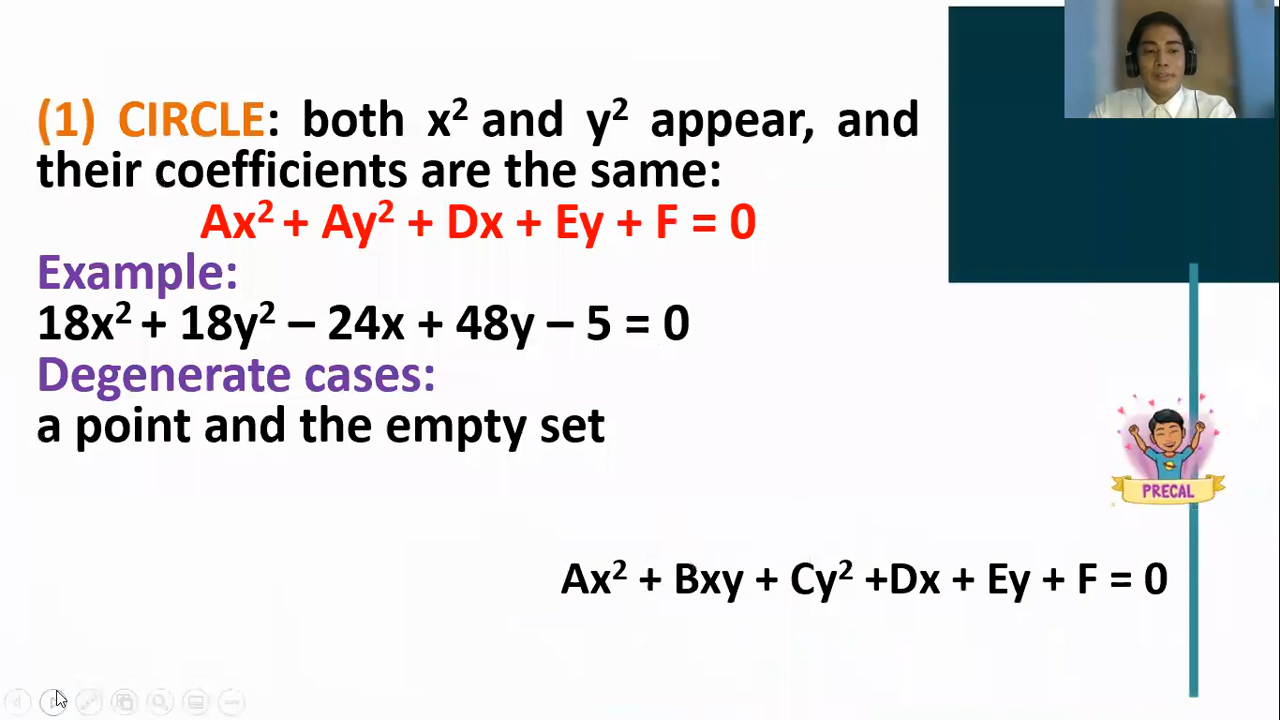 (1) CIRCLE: both x² and y² appear, and
their coefficients are the same:
Ax² + Ay² + Dx + Ey + F = 0
Example:
18x² + 18y² – 24x + 48y – 5 = 0
Degenerate cases:
a point and the empty set
PRECAL
Ax² + Bxy + Cy² +Dx + Ey + F = 0